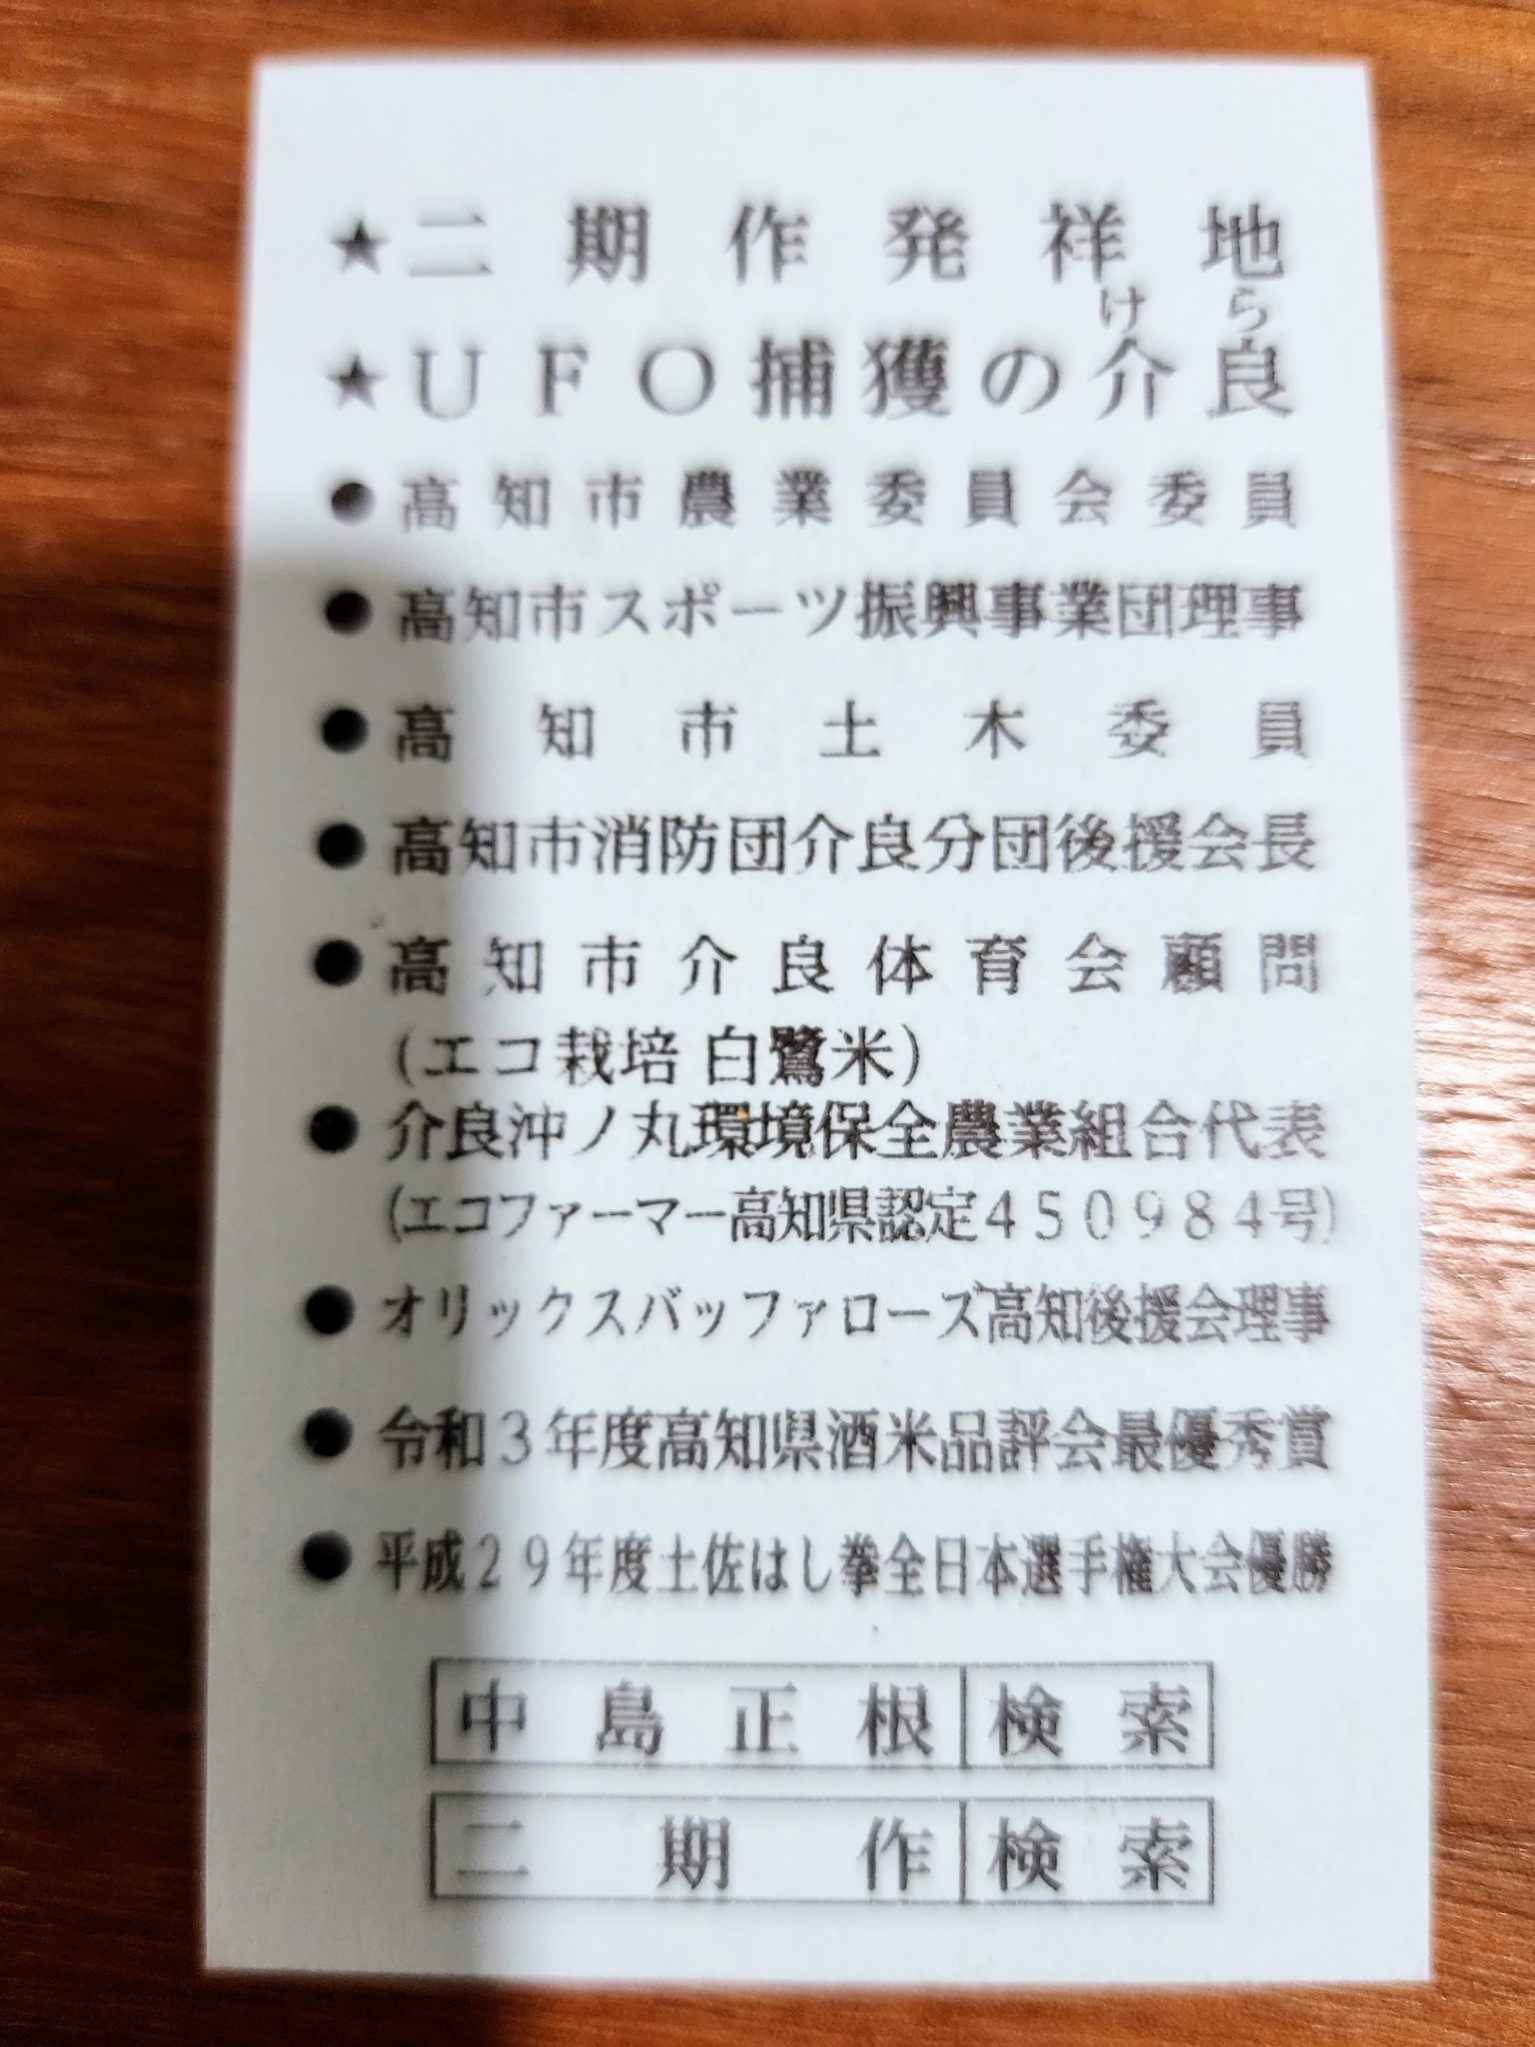 ★二期作発祥地
けら
★UFO捕獲の介良
●高知市農業委員会委員
●高知市スポーツ振興事業団理事
●高知市土木委員
●高知市消防団介良分団後援会長
●高知市介良体育会顧問
(エコ栽培 白鷺米)
●介良沖ノ丸環境保全農業組合代表
(エコファーマー高知県認定450984号)
●オリックスバッファローズ高知後援会理事
●令和3年度高知県酒米品評会最優秀賞
●平成29年度土佐はし拳全日本選手権大会優勝
中島正根 検索
二期作 検索